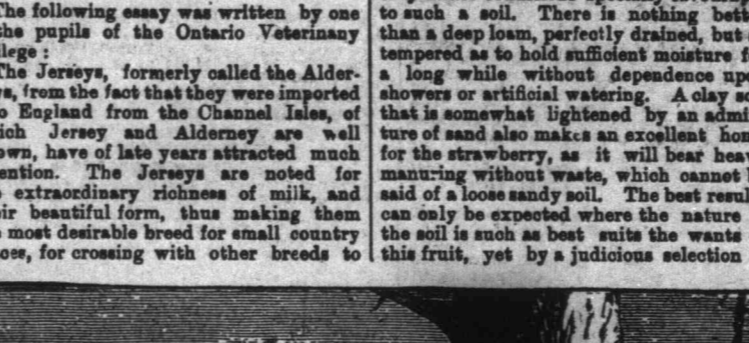 The following essay was written by one
the pupils of the Ontario Veterinany
llege :
The Jerseys, formerly called the Alder-
s, from the fact that they were imported
o England from the Channel Isles, of
ich Jersey and Alderney are well
own, have of late years attracted much
ention. The Jerseys are noted for
extraordinary richness of milk, and
ir beautiful form, thus making them
most desirable breed for small country
ces, for crossing with other breeds to
to such a soil. There is nothing bett
than a deep loam, perfectly drained, but
tempered as to hold sufficient moisture f
a long while without dependence up
showers or artificial watering. A clay so
that is somewhat lightened by an admi
ture of sand also makes an excellent hom
for the strawberry, as it will bear hea
manuring without waste, which cannot b
said of a loose sandy soil. The best resul
can only be expected where the nature
the soil is such as best suits the wants
this fruit, yet by a judicious selection